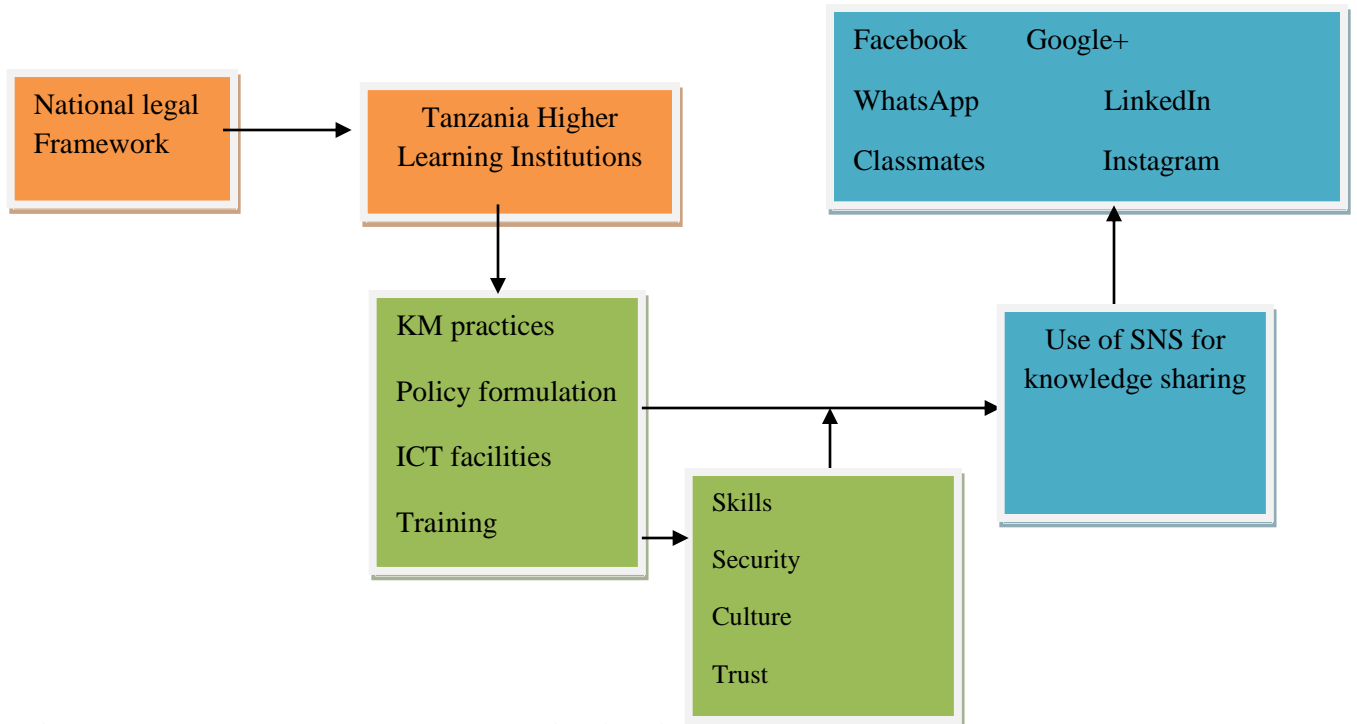 National legal
Framework
Tanzania Higher
Learning Institutions
Facebook Google+
WhatsApp LinkedIn
Classmates Instagram
KM practices
Policy formulation
ICT facilities
Training
Skills
Security
Culture
Trust
Use of SNS for
knowledge sharing